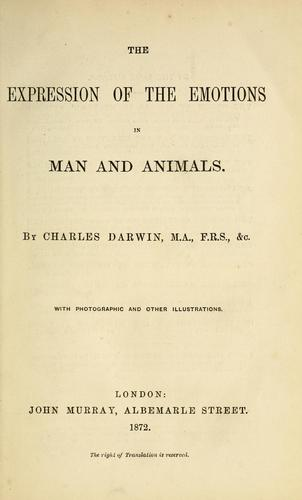 THE
EXPRESSION OF THE EMOTIONS
IN
MAN AND ANIMALS.
BY CHARLES DARWIN, M.A., F.R.S., &c.
WITH PHOTOGRAPHIC AND OTHER ILLUSTRATIONS.
LONDON:
JOHN MURRAY, ALBEMARLE STREET.
1872.
The right of Translation is reserved.